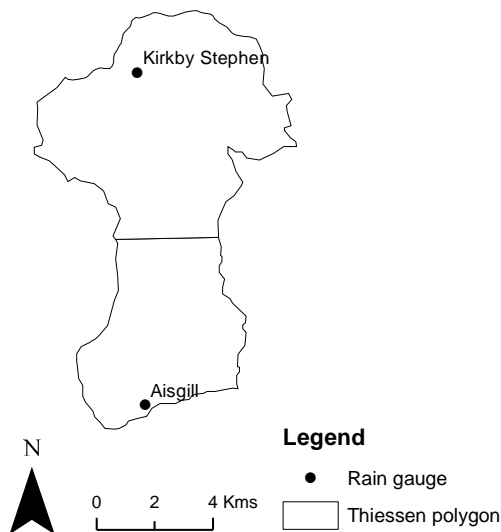 Kirkby Stephen
Aisgill
Legend
N
Rain gauge
0 2 4 Kms
Thiessen polygon